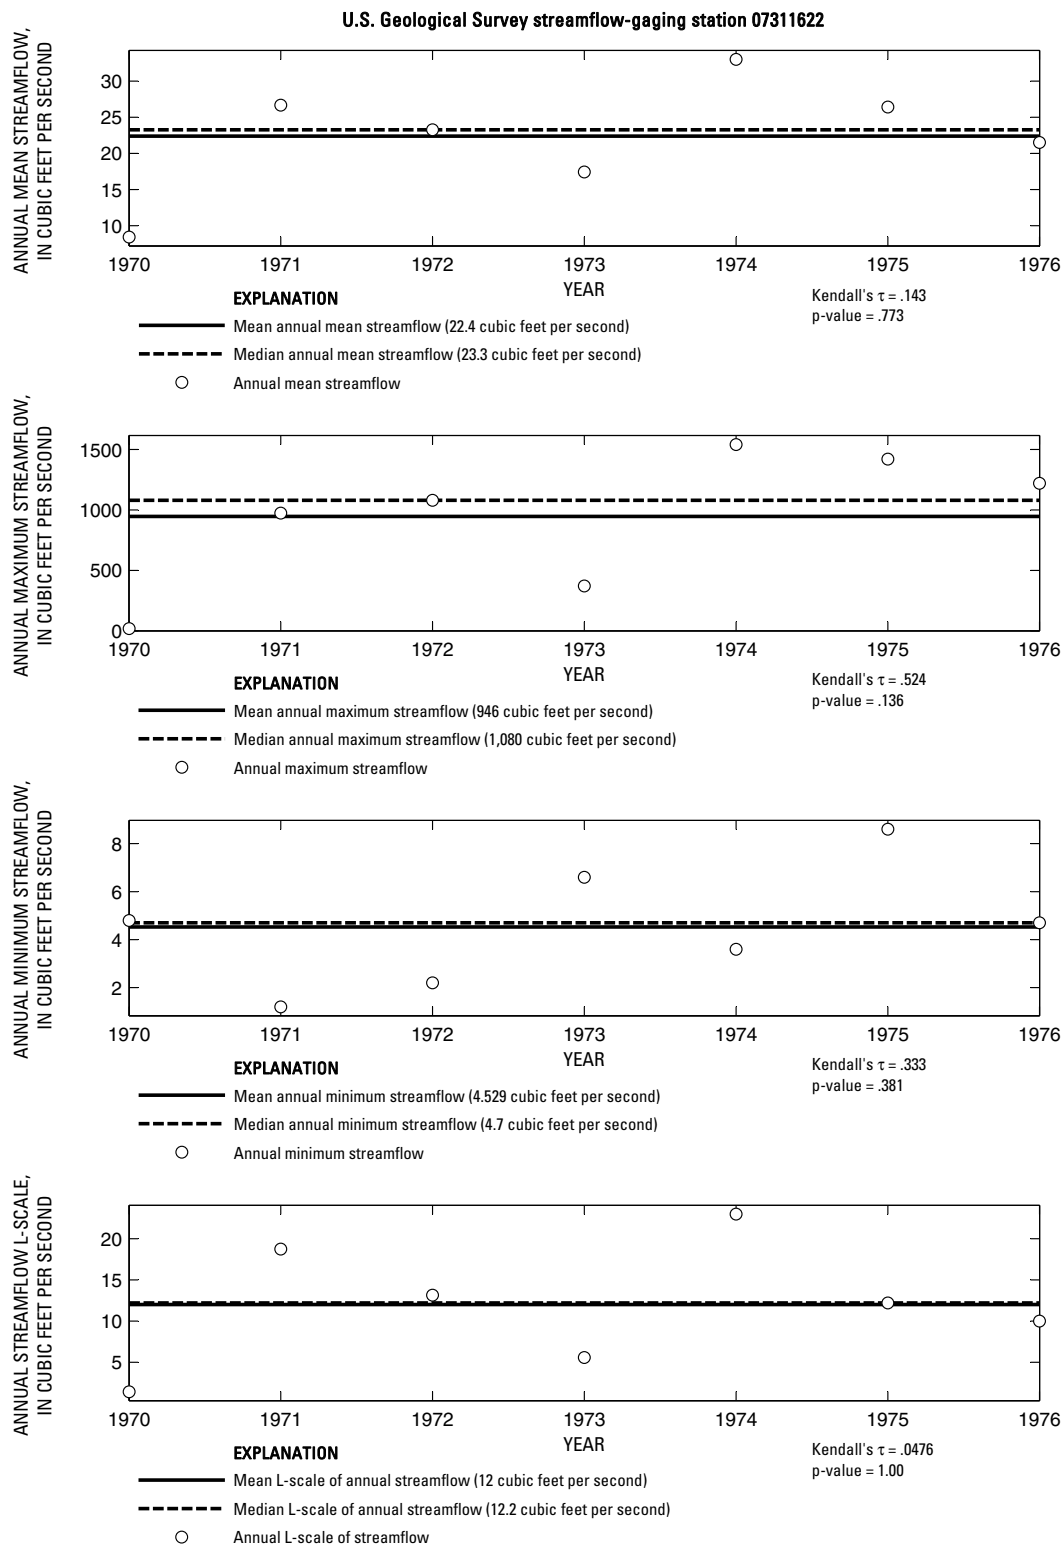 U.S. Geological Survey streamflow-gaging station 07311622
ANNUAL MEAN STREAMFLOW,
IN CUBIC FEET PER SECOND
30
25
20
15
10
1970 1971 1972 1973 1974 1975 1976
YEAR
Kendall's τ = .143
p-value = .773
EXPLANATION
Mean annual mean streamflow (22.4 cubic feet per second)
Median annual mean streamflow (23.3 cubic feet per second)
Annual mean streamflow
ANNUAL MAXIMUM STREAMFLOW,
IN CUBIC FEET PER SECOND
1500
1000
500
0
1970 1971 1972 1973 1974 1975 1976
YEAR
Kendall's τ = .524
p-value = .136
EXPLANATION
Mean annual maximum streamflow (946 cubic feet per second)
Median annual maximum streamflow (1,080 cubic feet per second)
Annual maximum streamflow
ANNUAL MINIMUM STREAMFLOW,
IN CUBIC FEET PER SECOND
8
6
4
2
1970 1971 1972 1973 1974 1975 1976
YEAR
Kendall's τ = .333
p-value = .381
EXPLANATION
Mean annual minimum streamflow (4.529 cubic feet per second)
Median annual minimum streamflow (4.7 cubic feet per second)
Annual minimum streamflow
ANNUAL STREAMFLOW L-SCALE,
IN CUBIC FEET PER SECOND
20
15
10
5
1970 1971 1972 1973 1974 1975 1976
YEAR
Kendall's τ = .0476
p-value = 1.00
EXPLANATION
Mean L-scale of annual streamflow (12 cubic feet per second)
Median L-scale of annual streamflow (12.2 cubic feet per second)
Annual L-scale of streamflow